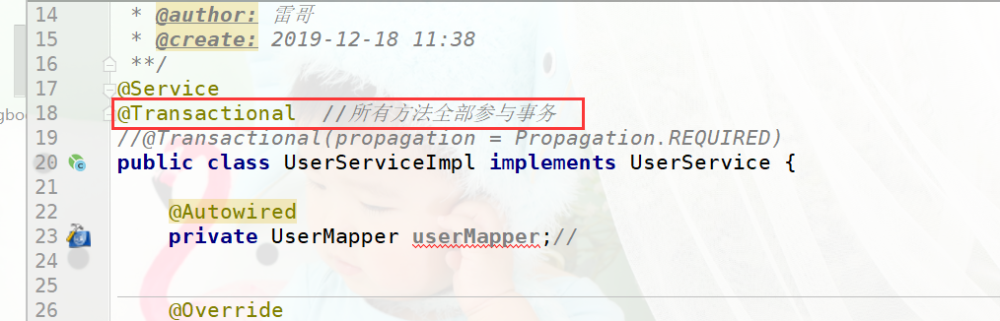 14 * @author: 雷哥
15 * @create: 2019-12-18 11:38
16 **/
17 @Service
18 @Transactional //所有方法全部参与事务
19 //@Transactional(propagation = Propagation.REQUIRED)
20 public class UserServiceImpl implements UserService {
21
22 @Autowired
23 private UserMapper userMapper;//
24
25
26 @Override